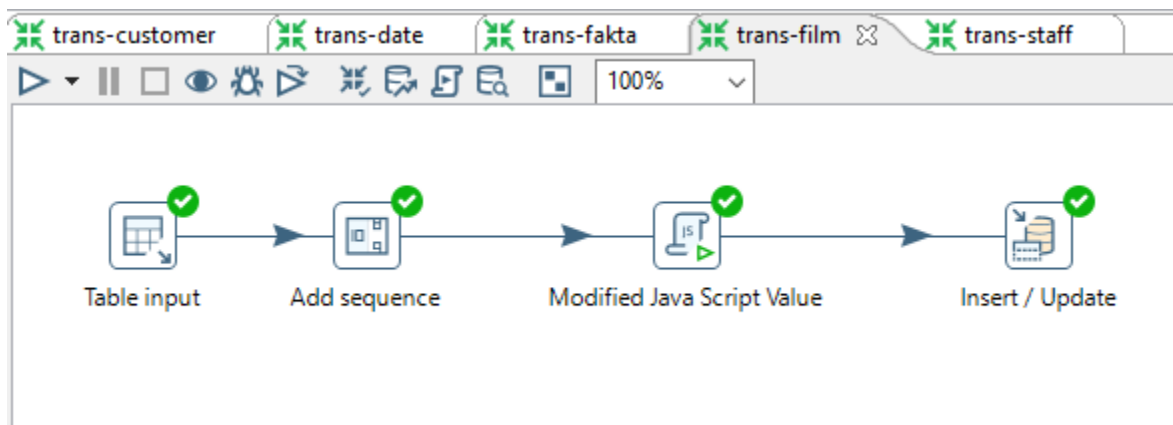 trans-customer trans-date trans-fakta trans-film trans-staff
100%
Table input Add sequence Modified Java Script Value Insert / Update